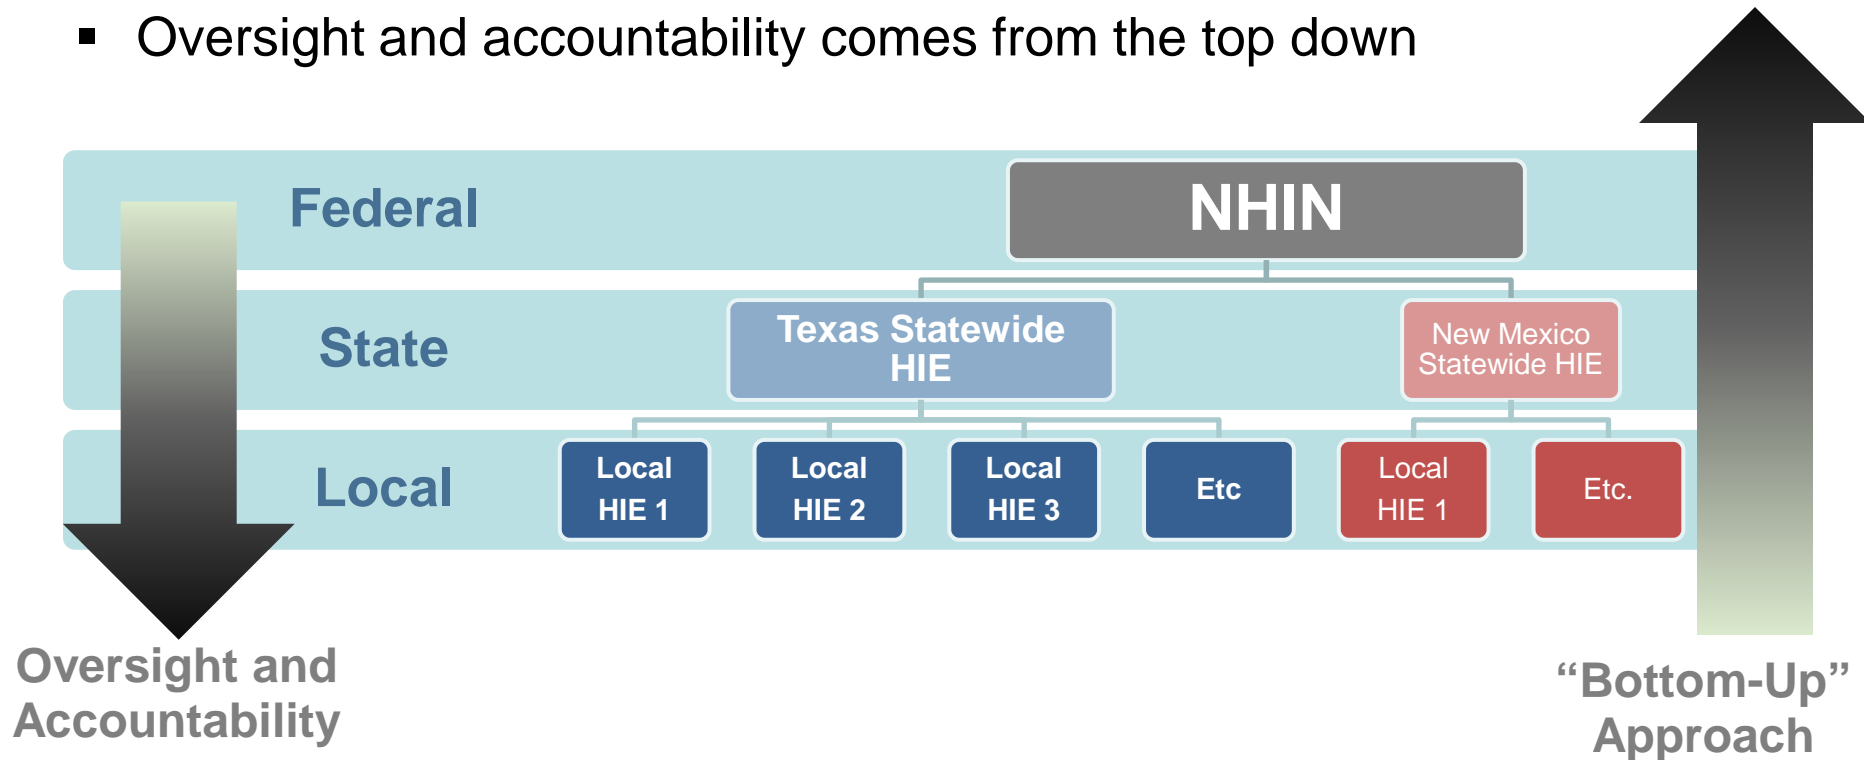 ▪ Oversight and accountability comes from the top down
Federal
NHIN
State
Texas Statewide
HIE
New Mexico
Statewide HIE
Local
Local
HIE 1
Local
HIE 2
Local
HIE 3
Etc
Local
HIE 1
Etc.
Oversight and
Accountability
“Bottom-Up”
Approach